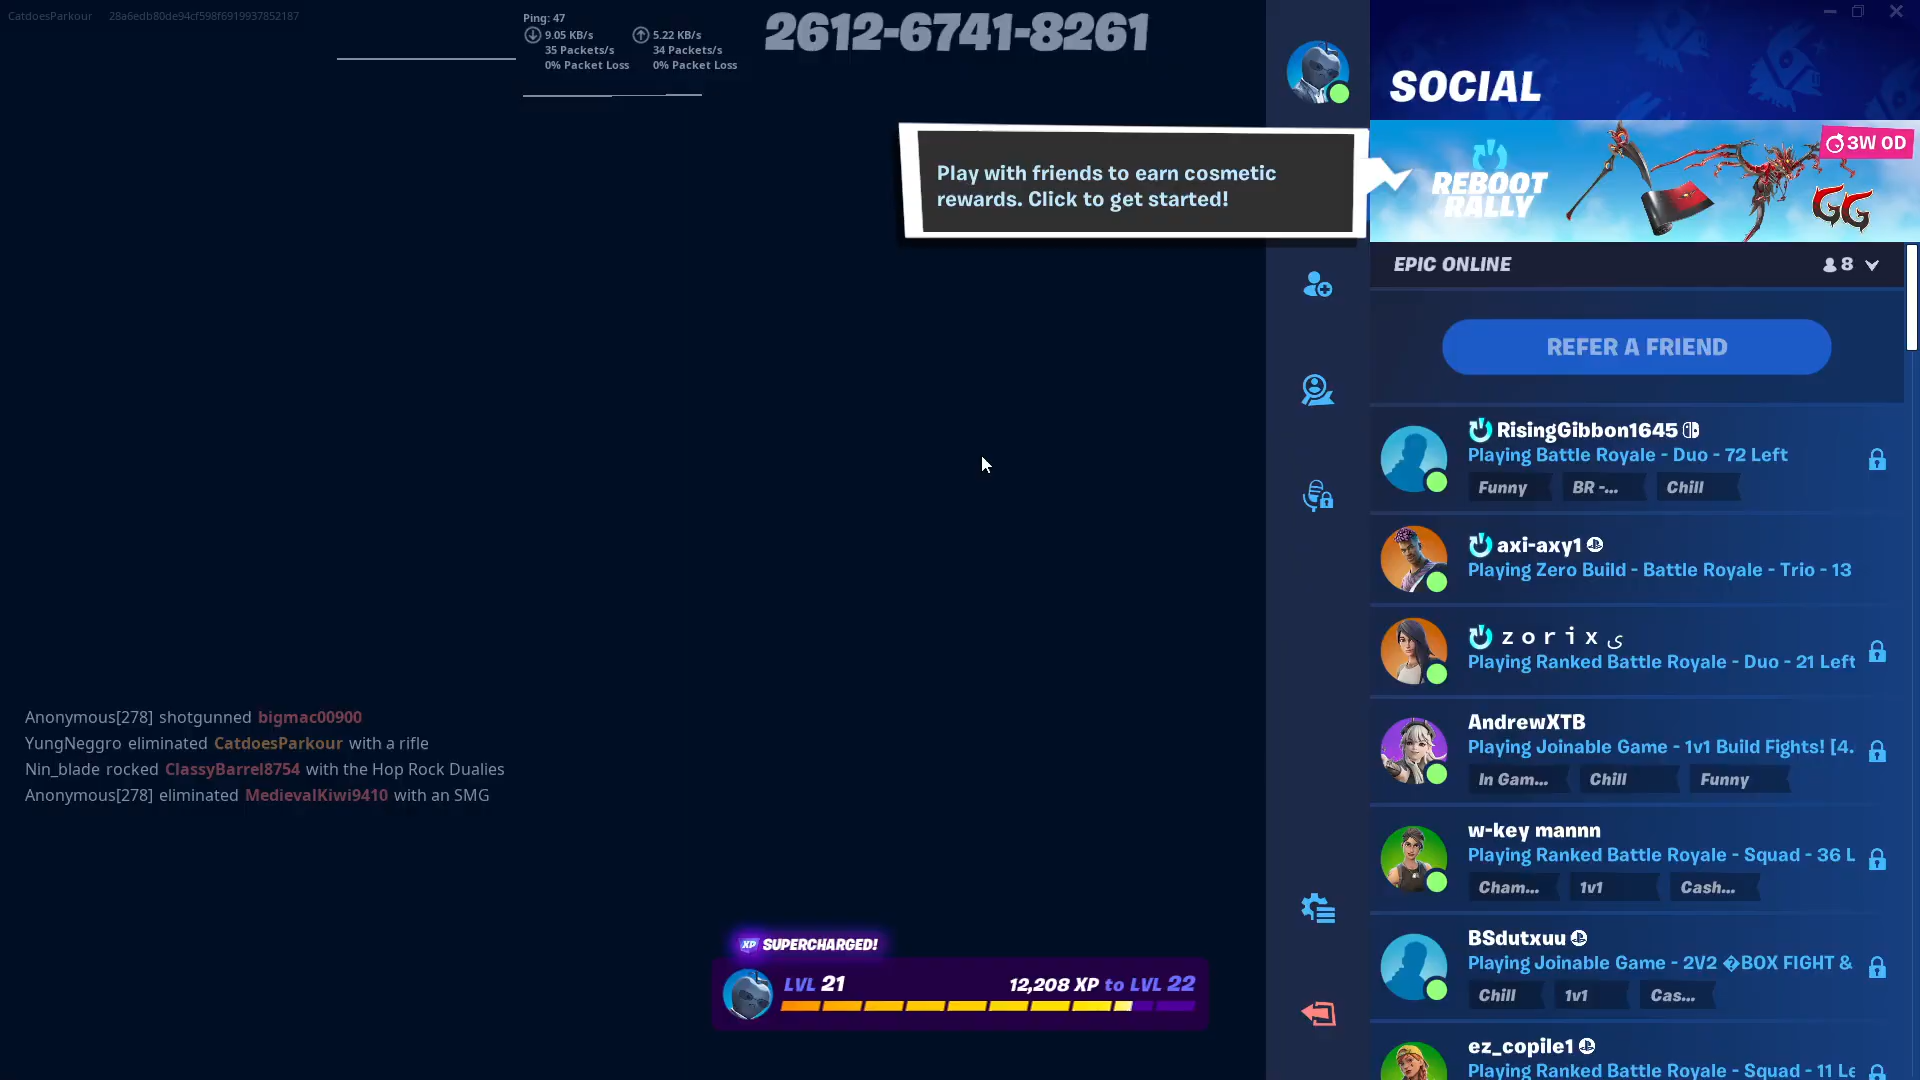 CatdoesParkour 28a6edb80de94cf598f6919937852187
Ping: 47
9.05 KB/s 5.22 KB/s
35 Packets/s 34 Packets/s
0% Packet Loss 0% Packet Loss
2612-6741-8261
SOCIAL
3W 0D
REBOOT
RALLY
GG
Play with friends to earn cosmetic
rewards. Click to get started!
EPIC ONLINE 8
REFER A FRIEND
RisingGibbon1645
Playing Battle Royale - Duo - 72 Left
Funny BR -... Chill
axi-axy1
Playing Zero Build - Battle Royale - Trio - 13
z o r i x ى
Playing Ranked Battle Royale - Duo - 21 Left
AndrewXTB
Playing Joinable Game - 1v1 Build Fights! [4.
In Gam... Chill Funny
w-key mannn
Playing Ranked Battle Royale - Squad - 36 L
Cham... 1v1 Cash...
BSdutxuu
Playing Joinable Game - 2V2 �BOX FIGHT &
Chill 1v1 Cas...
ez_copile1
Playing Ranked Battle Royale - Squad - 11 Le
Anonymous[278] shotgunned bigmac00900
YungNeggro eliminated CatdoesParkour with a rifle
Nin_blade rocked ClassyBarrel8754 with the Hop Rock Dualies
Anonymous[278] eliminated MedievalKiwi9410 with an SMG
XP SUPERCHARGED!
LVL 21 12,208 XP to LVL 22